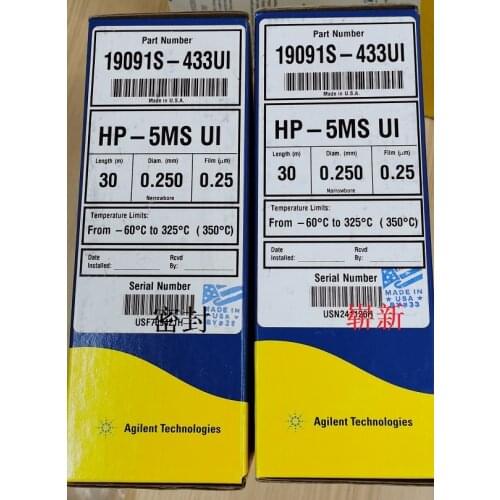 Part Number
19091S-433UI
Made in U.S.A.
HP-5MS UI
Length (m) Diam. (mm) Film (μm)
30 0.250 0.25
Narrowbore
Temperature Limits:
From -60°C to 325°C (350°C)
Date Rcvd
Installed: By:
Serial Number
密封
MADE IN
USA
Agilent Technologies
Part Number
19091S-433UI
Made in U.S.A.
HP-5MS UI
Length (m) Diam. (mm) Film (μm)
30 0.250 0.25
Narrowbore
Temperature Limits:
From -60°C to 325°C (350°C)
Date Rcvd
Installed: By:
Serial Number
崭新
MADE IN
USA
Agilent Technologies